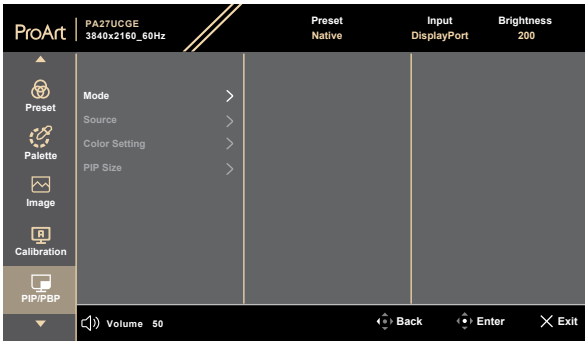 ProArt
PA27UCGE
3840x2160_60Hz
Preset
Native
Input
DisplayPort
Brightness
200
Preset
Palette
Image
Calibration
PIP/PBP
Mode
Source
Color Setting
PIP Size
Volume 50
Back
Enter
Exit